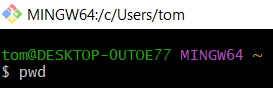 MINGW64:/c/Users/tom
tom@DESKTOP-OUTOE77 MINGW64 ~
$ pwd